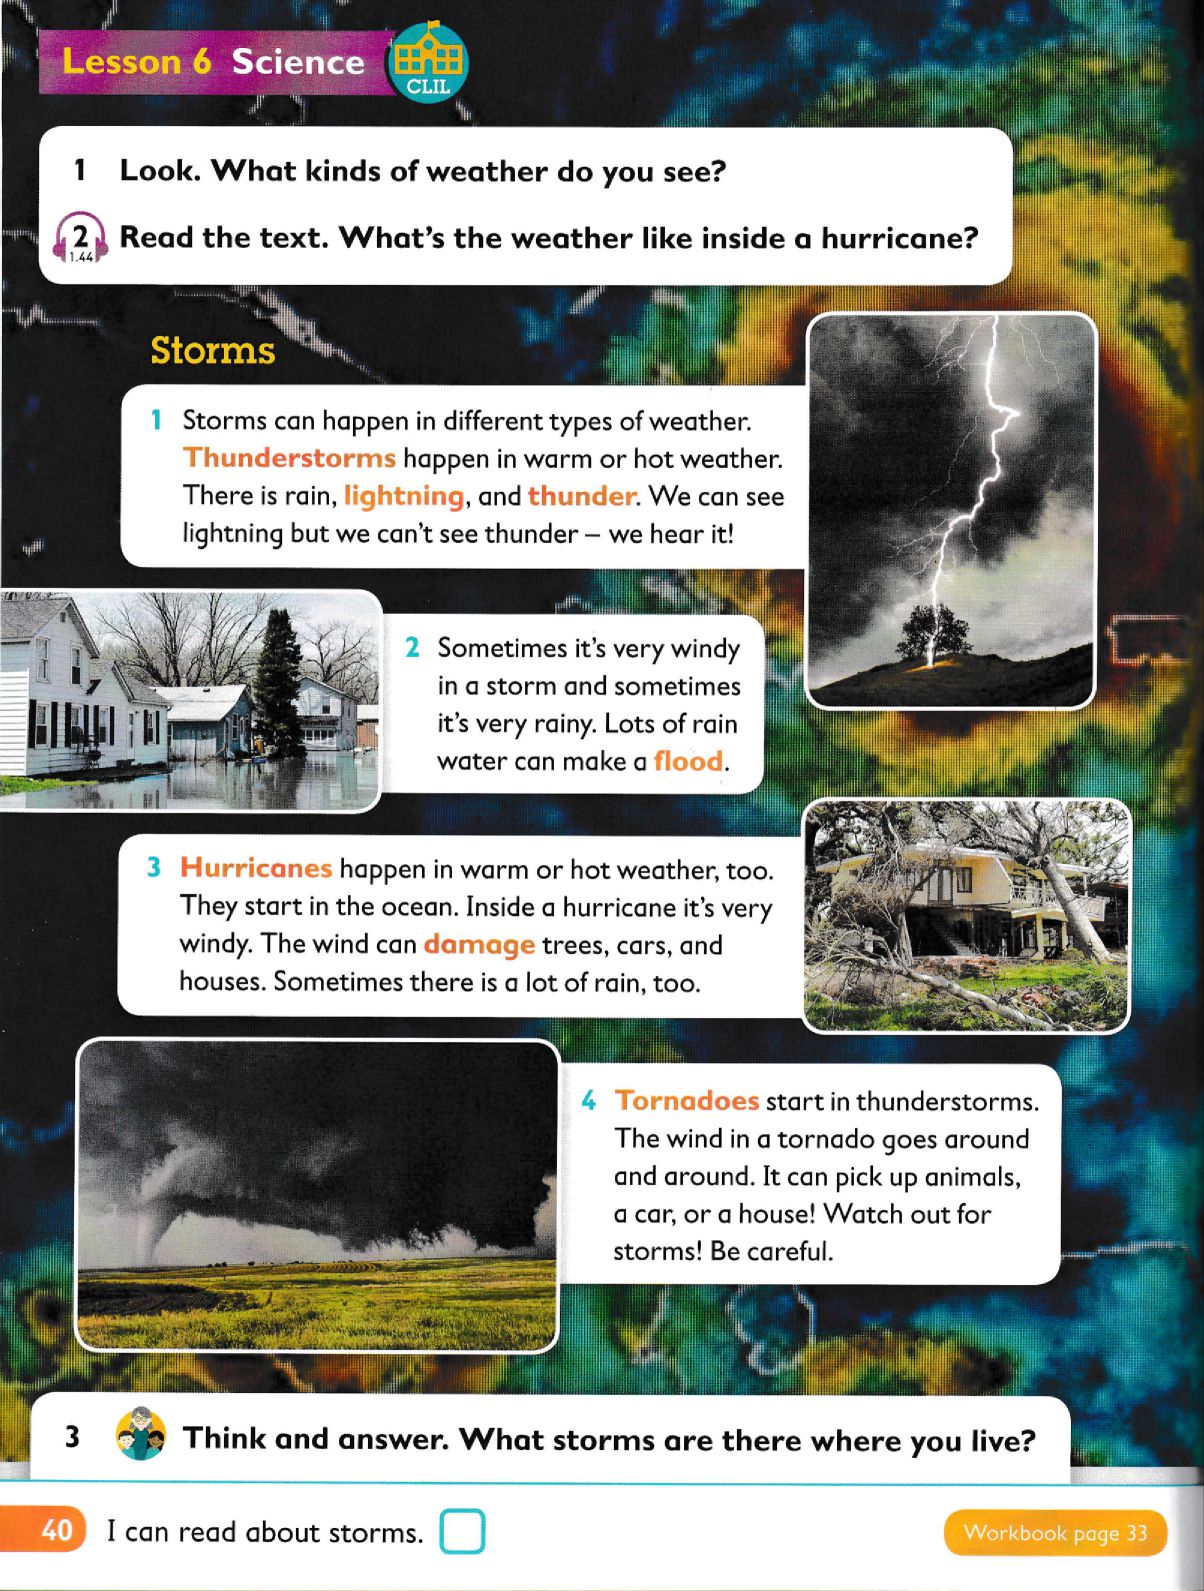 Lesson 6 Science
CLIL
1 Look. What kinds of weather do you see?
2 Read the text. What's the weather like inside a hurricane?
1.44
Storms
1 Storms can happen in different types of weather.
Thunderstorms happen in warm or hot weather.
There is rain, lightning, and thunder. We can see
lightning but we can't see thunder – we hear it!
2 Sometimes it's very windy
in a storm and sometimes
it's very rainy. Lots of rain
water can make a flood.
3 Hurricanes happen in warm or hot weather, too.
They start in the ocean. Inside a hurricane it's very
windy. The wind can damage trees, cars, and
houses. Sometimes there is a lot of rain, too.
4 Tornadoes start in thunderstorms.
The wind in a tornado goes around
and around. It can pick up animals,
a car, or a house! Watch out for
storms! Be careful.
3 Think and answer. What storms are there where you live?
40 I can read about storms.
Workbook page 33